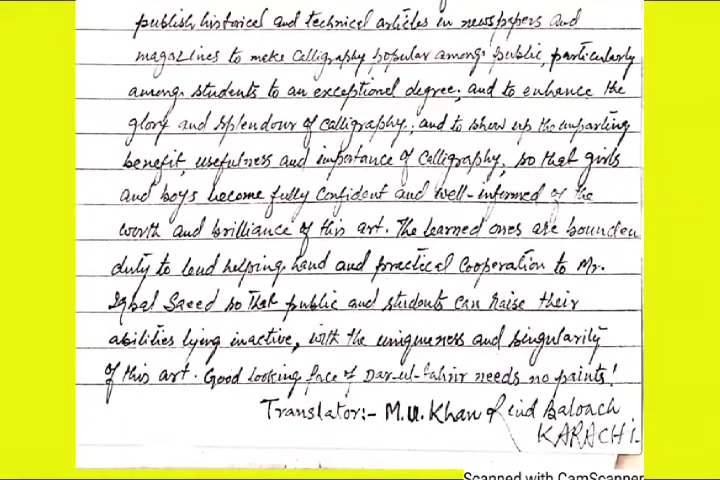 publish historical and technical articles in newspapers and
magazines to make Calligraphy popular among public, particularly
among students to an exceptional degree; and to enhance the
glory and splendour of calligraphy; and to show up the imparting
benefit, usefulness and importance of Calligraphy, so that girls
and boys become fully confident and well-informed of the
worth and brilliance of this art. The learned ones are bounden
duty to lend helping hand and practical Cooperation to Mr.
Iqbal Saeed so that public and students can raise their
abilities lying inactive, with the uniqueness and singularity
of this art. Good looking face of Dar-ul-Tahrir needs no paints!
Translator:- M.U. Khan Rind Baloach
KARACHI.
Scanned with CamScanner